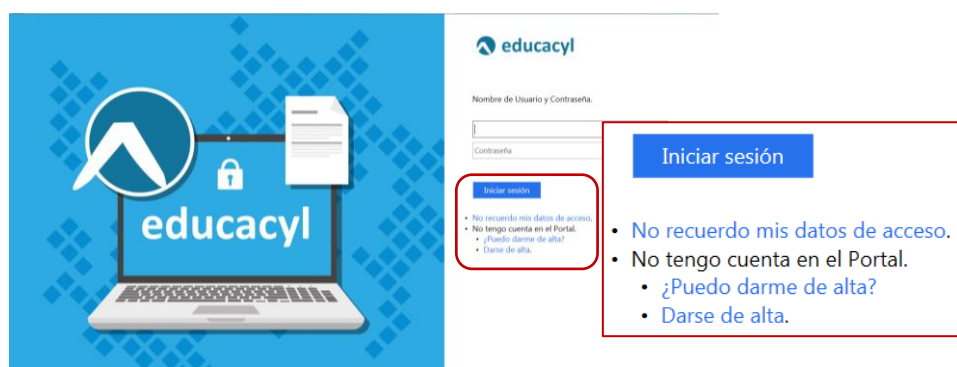 educacyl
educacyl
Nombre de Usuario y Contraseña.
Contraseña
Iniciar sesión
• No recuerdo mis datos de acceso.
• No tengo cuenta en el Portal.
• ¿Puedo darme de alta?
• Darse de alta.
Iniciar sesión
• No recuerdo mis datos de acceso.
• No tengo cuenta en el Portal.
• ¿Puedo darme de alta?
• Darse de alta.